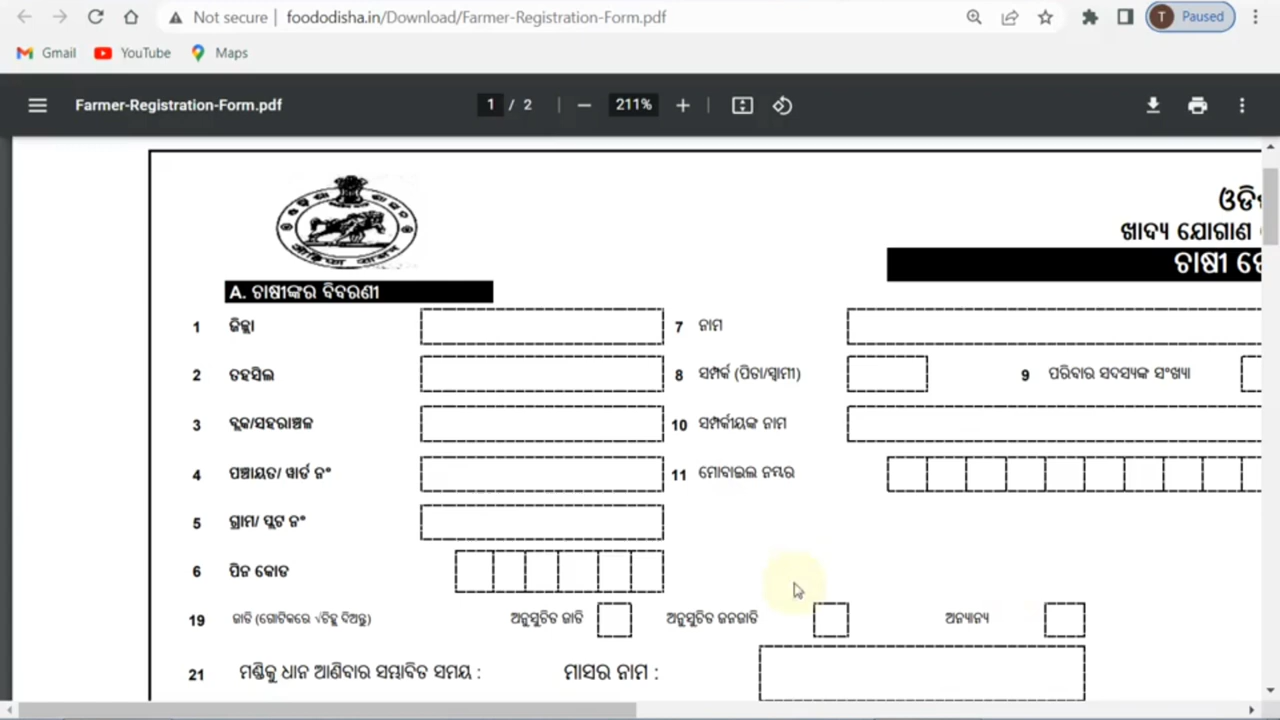 Not secure | foododisha.in/Download/Farmer-Registration-Form.pdf
T Paused
Gmail YouTube Maps
Farmer-Registration-Form.pdf 1 / 2 211%
ଖାଦ୍ୟ ଯୋଗାଣ
ଚାଷୀ
A. ଚାଷୀଙ୍କର ବିବରଣୀ
1 ଜିଲ୍ଲା 7 ନାମ
2 ତହସିଲ 8 ସମ୍ପର୍କ (ପିତା/ସ୍ୱାମୀ) 9 ପରିବାର ସଦସ୍ୟଙ୍କ ସଂଖ୍ୟା
3 ବ୍ଲକ/ସହରାଞ୍ଚଳ 10 ସମ୍ପର୍କୀୟଙ୍କ ନାମ
4 ପଞ୍ଚାୟତ/ ୱାର୍ଡ ନଂ 11 ମୋବାଇଲ ନମ୍ବର
5 ଗ୍ରାମ/ ପ୍ଲଟ ନଂ
6 ପିନ କୋଡ
19 ଜାତି (ଗୋଟିକରେ √ଚିହ୍ନ ଦିଅନ୍ତୁ) ଅନୁସୂଚିତ ଜାତି ଅନୁସୂଚିତ ଜନଜାତି ଅନ୍ୟାନ୍ୟ
21 ମଣ୍ଡିକୁ ଧାନ ଆଣିବାର ସମ୍ଭାବିତ ସମୟ : ମାସର ନାମ :